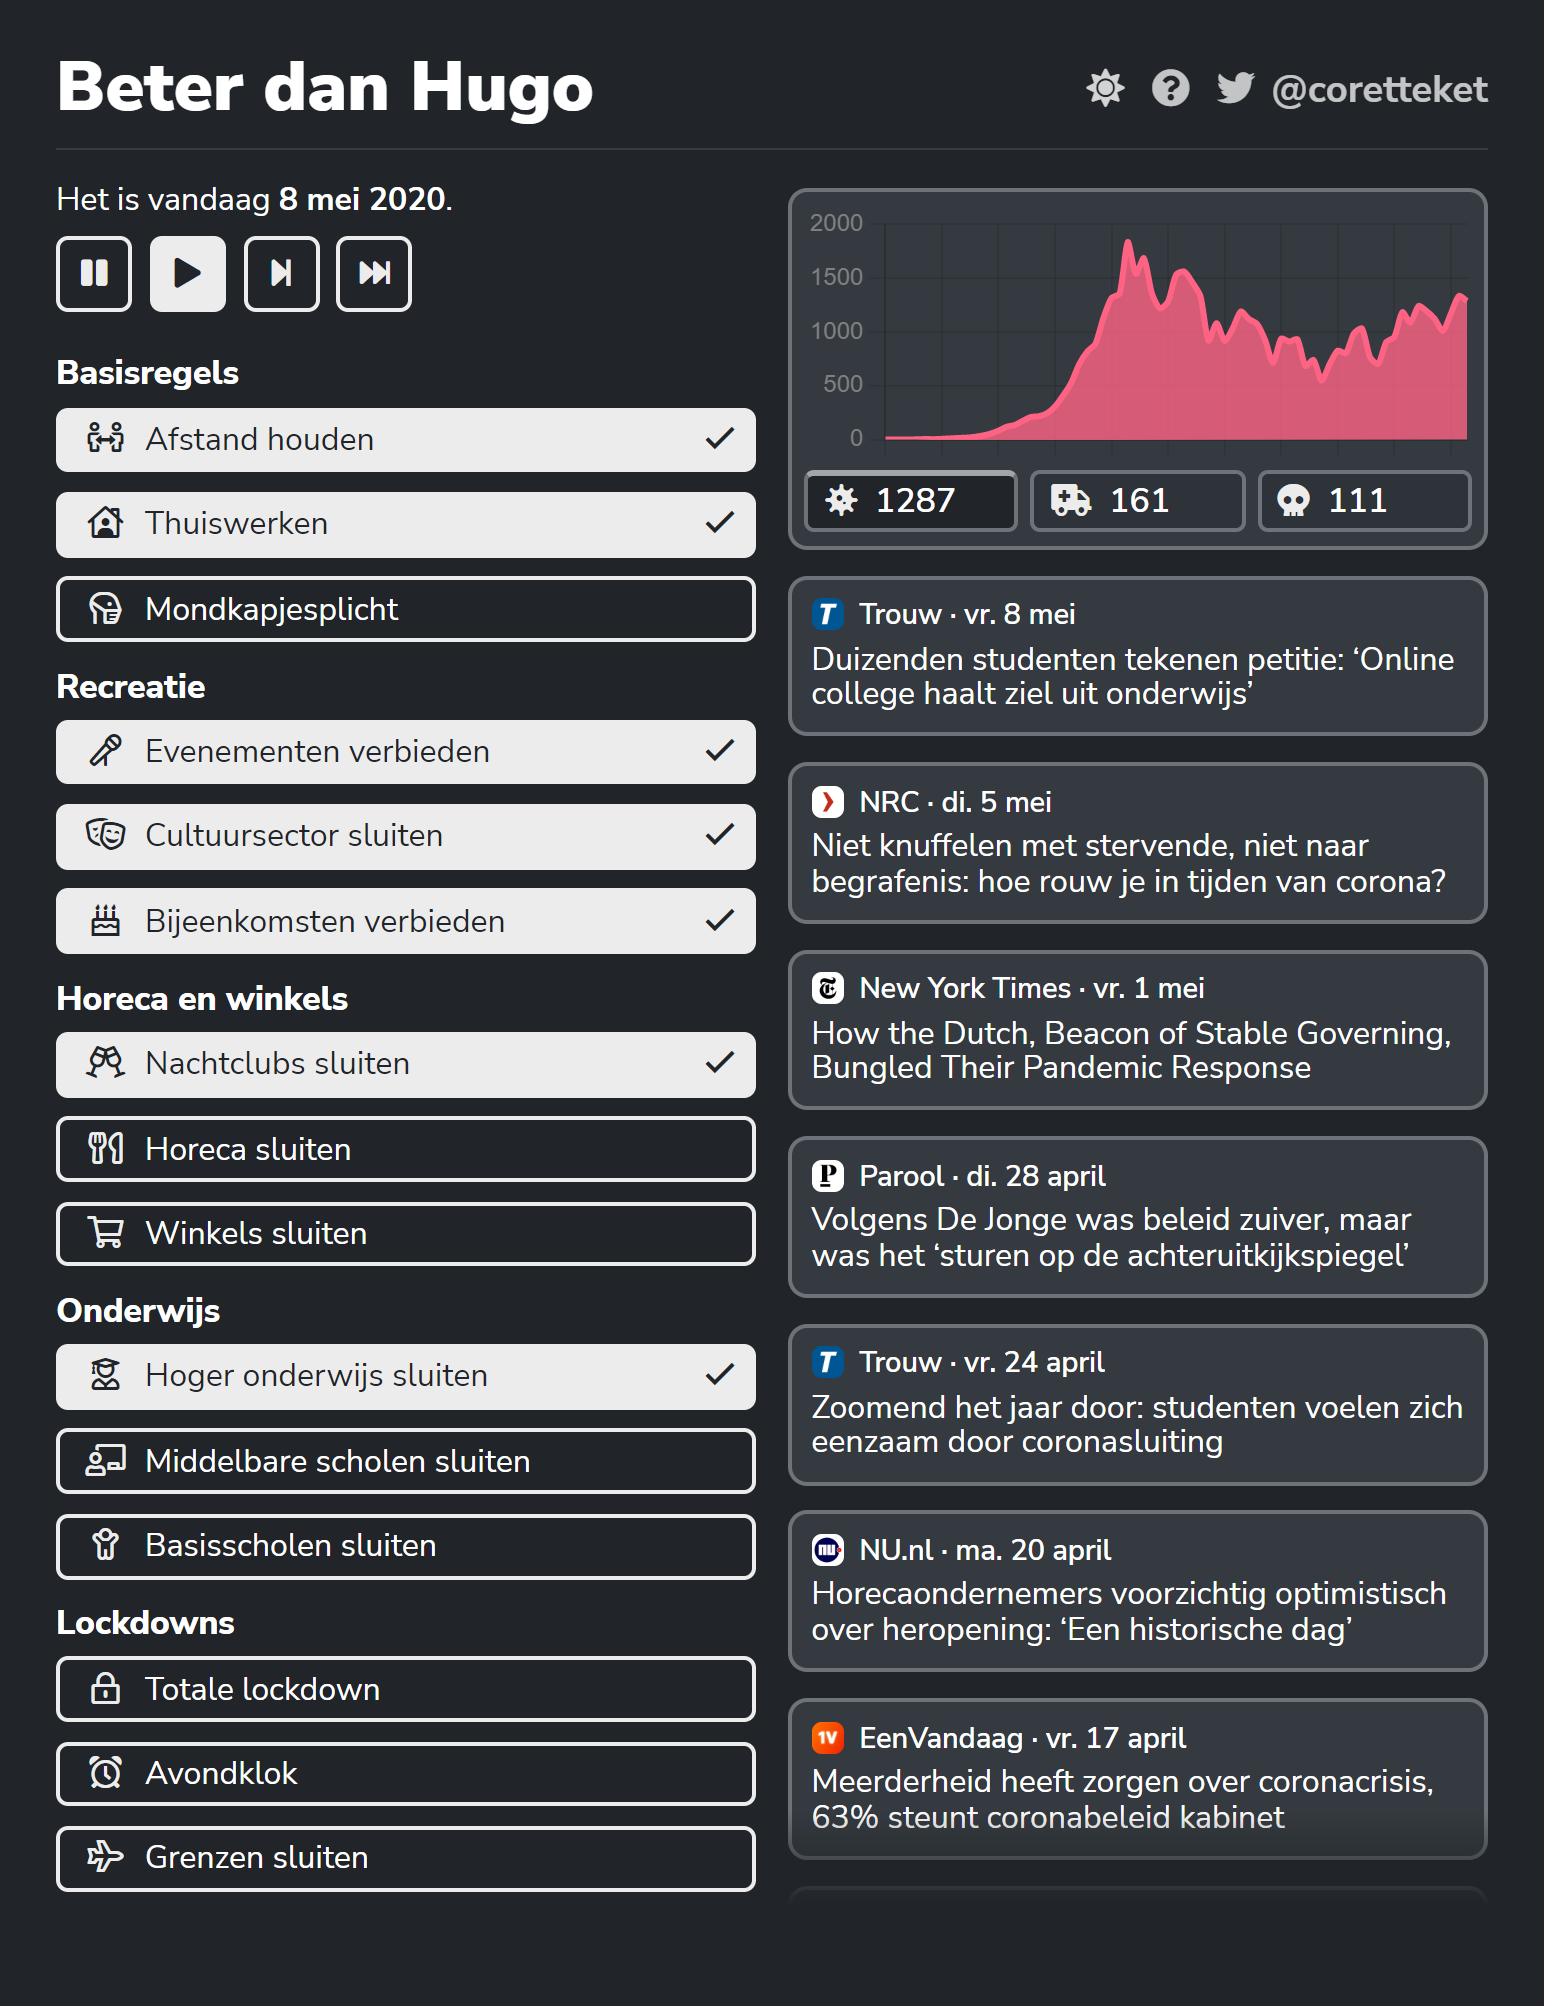 Beter dan Hugo
@coretteket
Het is vandaag 8 mei 2020.
Basisregels
Afstand houden
Thuiswerken
Mondkapjesplicht
Recreatie
Evenementen verbieden
Cultuursector sluiten
Bijeenkomsten verbieden
Horeca en winkels
Nachtclubs sluiten
Horeca sluiten
Winkels sluiten
Onderwijs
Hoger onderwijs sluiten
Middelbare scholen sluiten
Basisscholen sluiten
Lockdowns
Totale lockdown
Avondklok
Grenzen sluiten
2000
1500
1000
500
0
1287
161
111
T Trouw · vr. 8 mei
Duizenden studenten tekenen petitie: ‘Online
college haalt ziel uit onderwijs’
NRC · di. 5 mei
Niet knuffelen met stervende, niet naar
begrafenis: hoe rouw je in tijden van corona?
T New York Times · vr. 1 mei
How the Dutch, Beacon of Stable Governing,
Bungled Their Pandemic Response
P Parool · di. 28 april
Volgens De Jonge was beleid zuiver, maar
was het ‘sturen op de achteruitkijkspiegel’
T Trouw · vr. 24 april
Zoomend het jaar door: studenten voelen zich
eenzaam door coronasluiting
nu NU.nl · ma. 20 april
Horecaondernemers voorzichtig optimistisch
over heropening: ‘Een historische dag’
1V EenVandaag · vr. 17 april
Meerderheid heeft zorgen over coronacrisis,
63% steunt coronabeleid kabinet